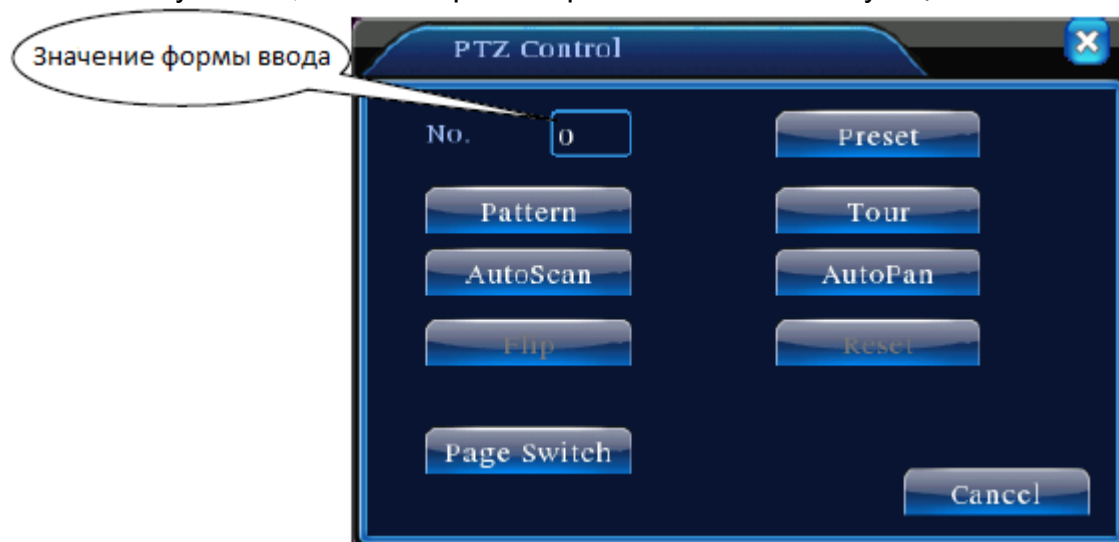 Значение формы ввода
PTZ Control
No. 0 Preset
Pattern Tour
AutoScan AutoPan
Flip Reset
Page Switch
Cancel